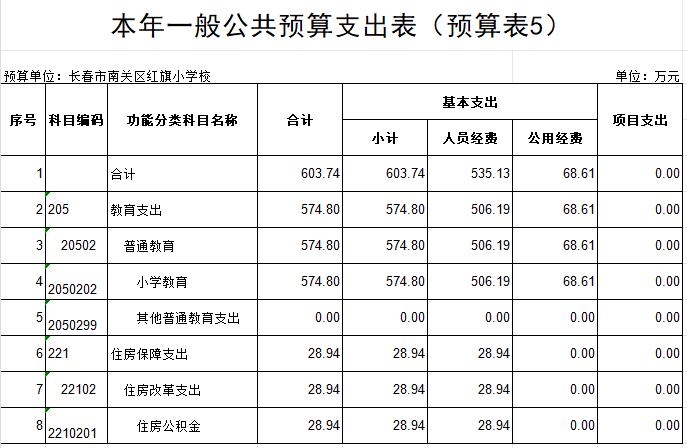 本年一般公共预算支出表（预算表5）
预算单位：长春市南关区红旗小学校 单位：万元
序号 科目编码 功能分类科目名称 合计 基本支出 项目支出
小计 人员经费 公用经费
1 合计 603.74 603.74 535.13 68.61 0.00
2 205 教育支出 574.80 574.80 506.19 68.61 0.00
3 20502 普通教育 574.80 574.80 506.19 68.61 0.00
4 2050202 小学教育 574.80 574.80 506.19 68.61 0.00
5 2050299 其他普通教育支出 0.00 0.00 0.00 0.00 0.00
6 221 住房保障支出 28.94 28.94 28.94 0.00 0.00
7 22102 住房改革支出 28.94 28.94 28.94 0.00 0.00
8 2210201 住房公积金 28.94 28.94 28.94 0.00 0.00